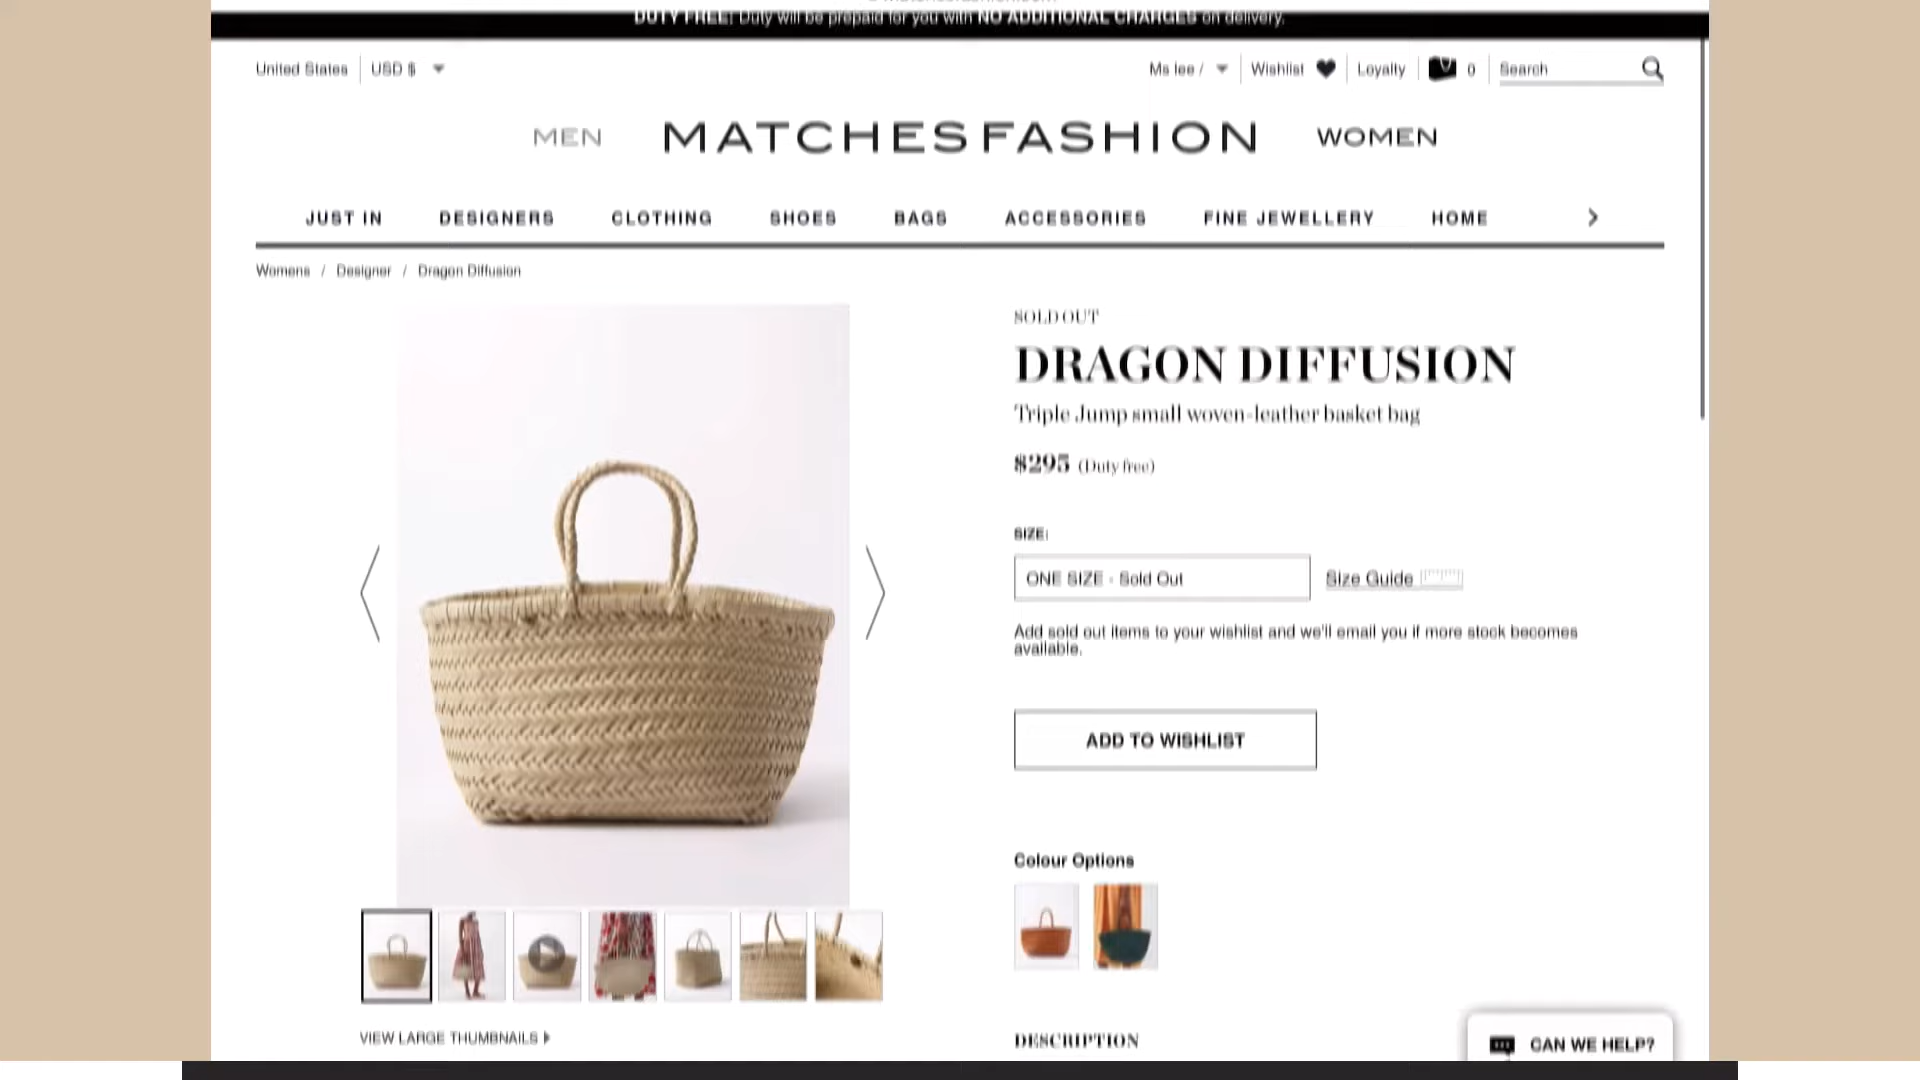 DUTY FREE! Duty will be prepaid for you with NO ADDITIONAL CHARGES on delivery.
United States USD $ Ms lee / Wishlist Loyalty 0 Search
MEN MATCHESFASHION WOMEN
JUST IN DESIGNERS CLOTHING SHOES BAGS ACCESSORIES FINE JEWELLERY HOME
Womens / Designer / Dragon Diffusion
SOLD OUT
DRAGON DIFFUSION
Triple Jump small woven-leather basket bag
$295 (Duty free)
SIZE:
ONE SIZE - Sold Out Size Guide
Add sold out items to your wishlist and we'll email you if more stock becomes
available.
ADD TO WISHLIST
Colour Options
VIEW LARGE THUMBNAILS
DESCRIPTION
CAN WE HELP?